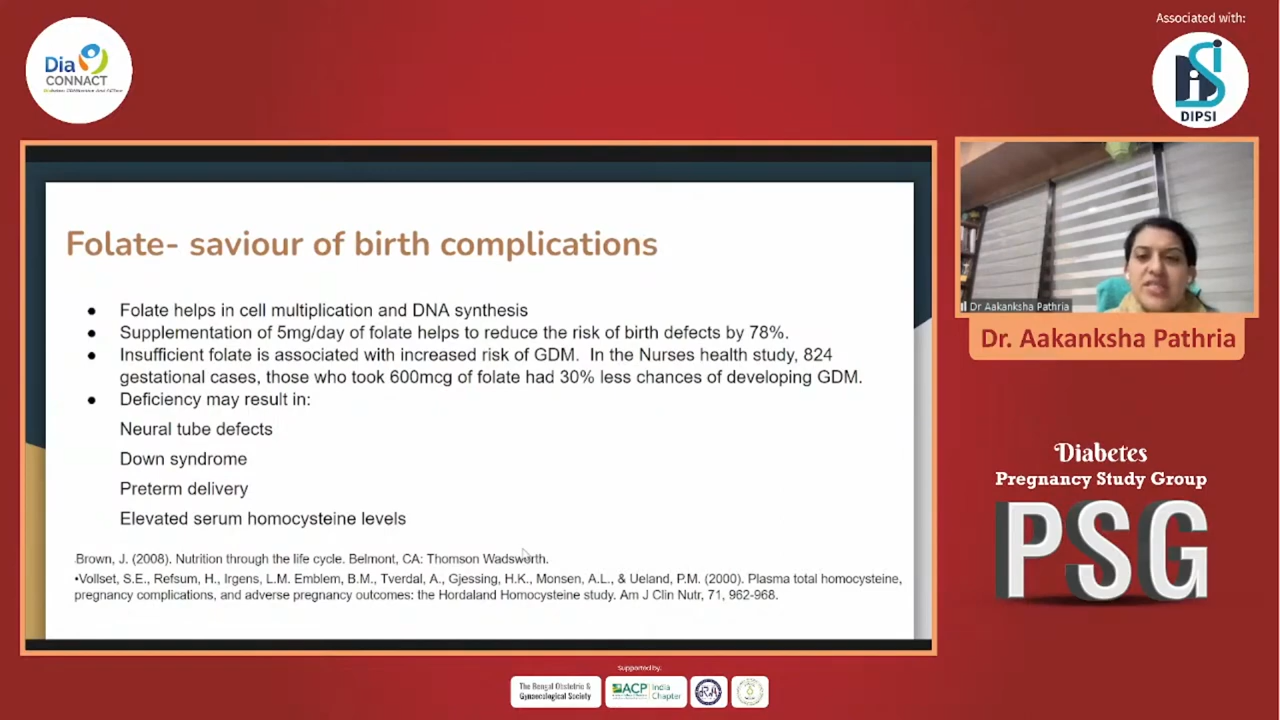 Associated with:
Dia
CONNACT
DIPSI
Folate- saviour of birth complications
● Folate helps in cell multiplication and DNA synthesis
● Supplementation of 5mg/day of folate helps to reduce the risk of birth defects by 78%.
● Insufficient folate is associated with increased risk of GDM. In the Nurses health study, 824
gestational cases, those who took 600mcg of folate had 30% less chances of developing GDM.
● Deficiency may result in:
Neural tube defects
Down syndrome
Preterm delivery
Elevated serum homocysteine levels
Brown, J. (2008). Nutrition through the life cycle. Belmont, CA: Thomson Wadsworth.
•Vollset, S.E., Refsum, H., Irgens, L.M. Emblem, B.M., Tverdal, A., Gjessing, H.K., Monsen, A.L., & Ueland, P.M. (2000). Plasma total homocysteine,
pregnancy complications, and adverse pregnancy outcomes: the Hordaland Homocysteine study. Am J Clin Nutr, 71, 962-968.
Dr Aakanksha Pathria
Dr. Aakanksha Pathria
Diabetes
Pregnancy Study Group
PSG
Supported by:
The Bengal Obstetric &
Gynaecological Society
ACP India
Chapter